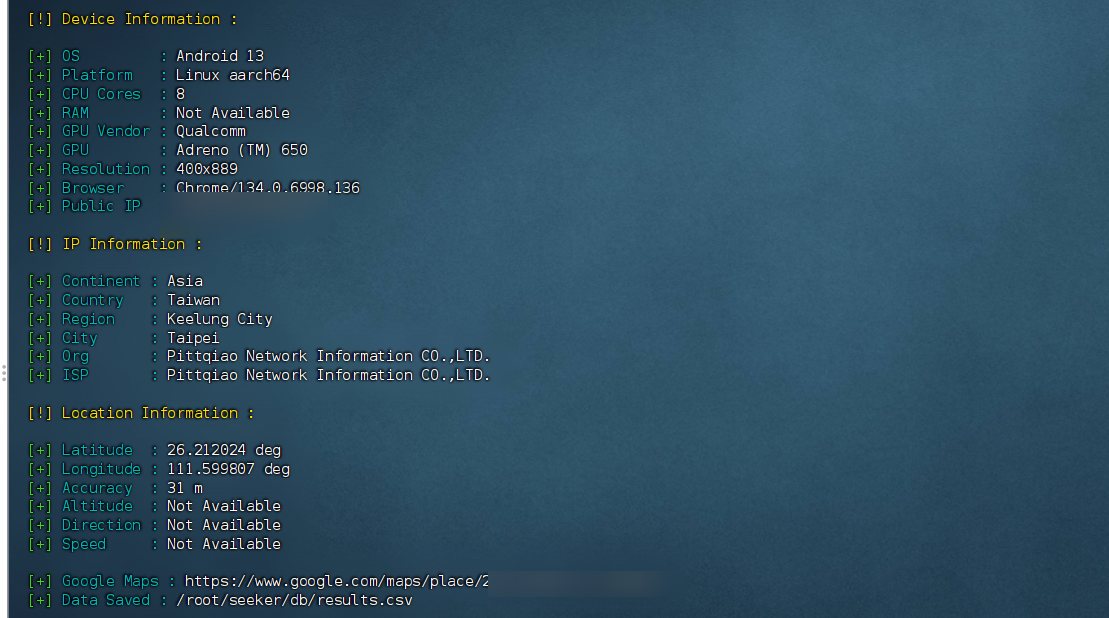 [!] Device Information :
[+] OS : Android 13
[+] Platform : Linux aarch64
[+] CPU Cores : 8
[+] RAM : Not Available
[+] GPU Vendor : Qualcomm
[+] GPU : Adreno (TM) 650
[+] Resolution : 400x889
[+] Browser : Chrome/134.0.6998.136
[+] Public IP
[!] IP Information :
[+] Continent : Asia
[+] Country : Taiwan
[+] Region : Keelung City
[+] City : Taipei
[+] Org : Pittqiao Network Information CO.,LTD.
[+] ISP : Pittqiao Network Information CO.,LTD.
[!] Location Information :
[+] Latitude : 26.212024 deg
[+] Longitude : 111.599807 deg
[+] Accuracy : 31 m
[+] Altitude : Not Available
[+] Direction : Not Available
[+] Speed : Not Available
[+] Google Maps : https://www.google.com/maps/place/2
[+] Data Saved : /root/seeker/db/results.csv